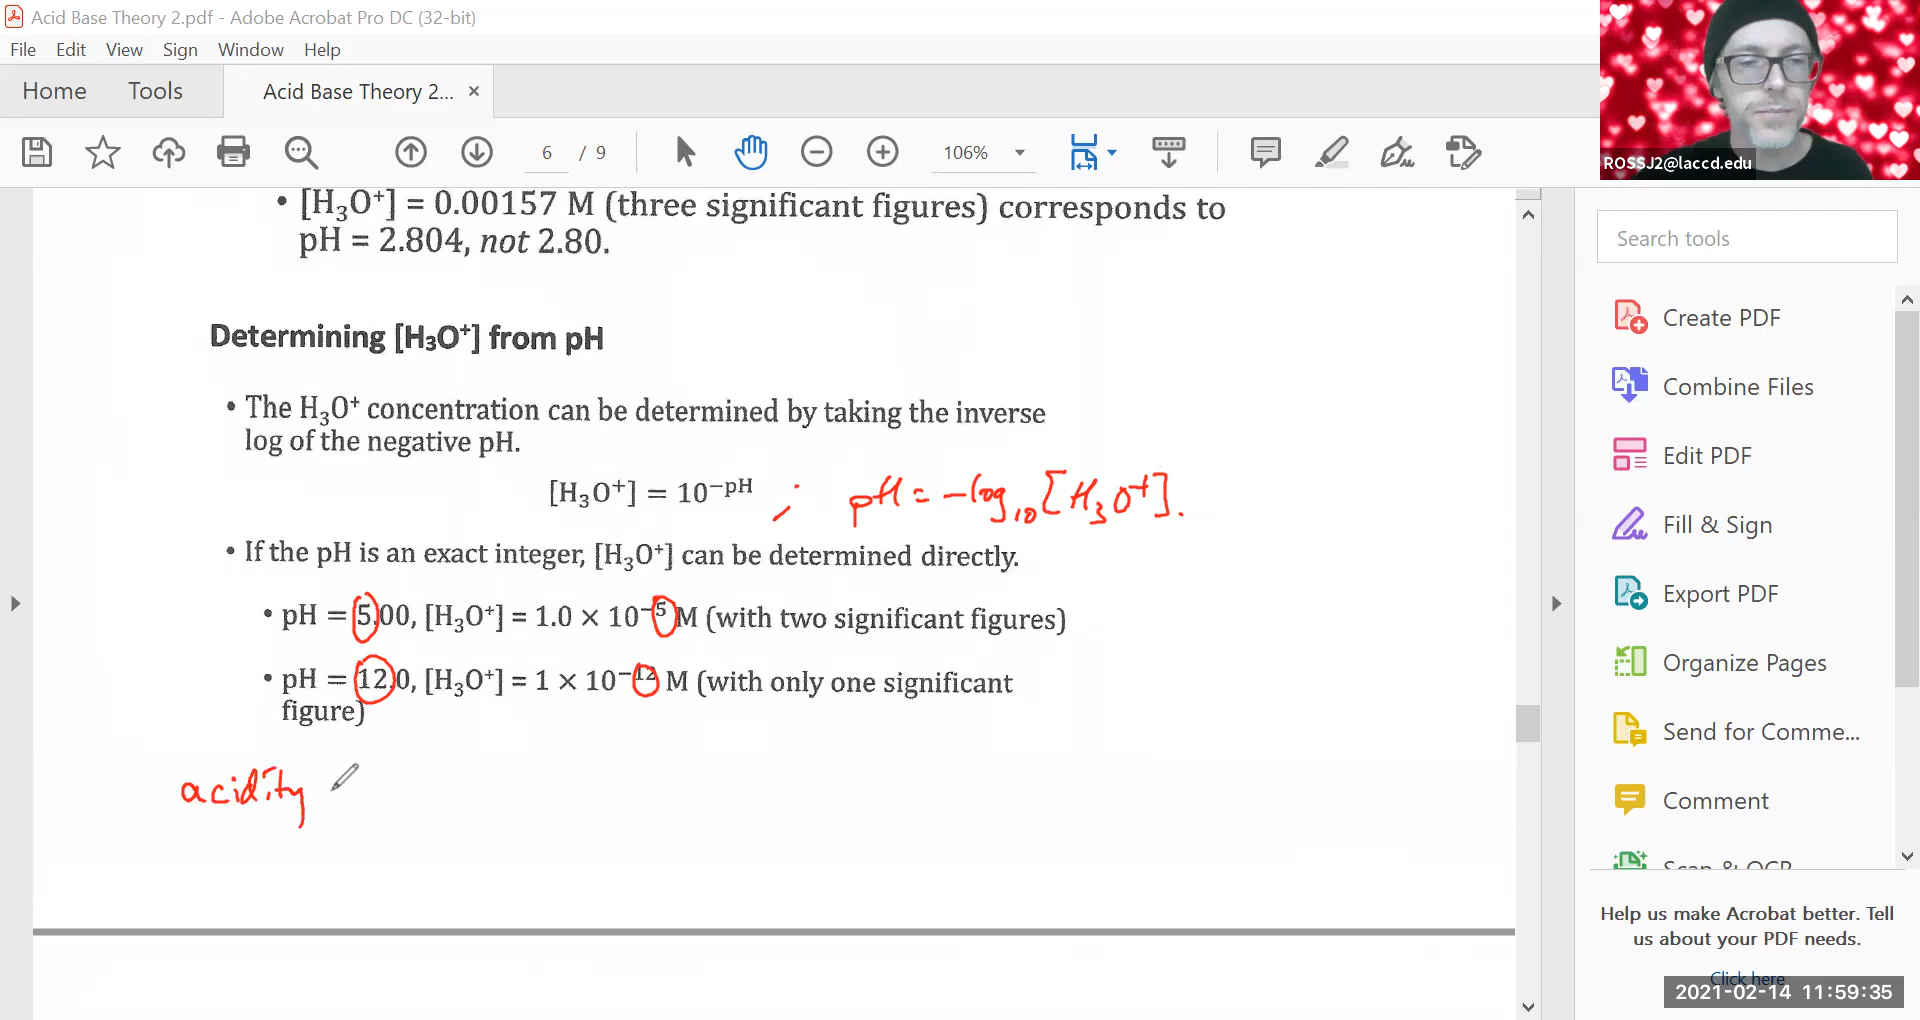 Acid Base Theory 2.pdf - Adobe Acrobat Pro DC (32-bit)
File Edit View Sign Window Help
Home Tools Acid Base Theory 2... ×
6 / 9 106%
ROSSJ2@laccd.edu
• [H₃O⁺] = 0.00157 M (three significant figures) corresponds to
pH = 2.804, not 2.80.
Determining [H₃O⁺] from pH
• The H₃O⁺ concentration can be determined by taking the inverse
log of the negative pH.
[H₃O⁺] = 10⁻ᵖᴴ ; pH = -log₁₀ [H₃O⁺].
• If the pH is an exact integer, [H₃O⁺] can be determined directly.
• pH = 5.00, [H₃O⁺] = 1.0 × 10⁻⁵ M (with two significant figures)
• pH = 12.0, [H₃O⁺] = 1 × 10⁻¹² M (with only one significant
figure)
acidity
Search tools
Create PDF
Combine Files
Edit PDF
Fill & Sign
Export PDF
Organize Pages
Send for Comme...
Comment
Scan & OCR
Help us make Acrobat better. Tell
us about your PDF needs.
Click here
2021-02-14 11:59:35